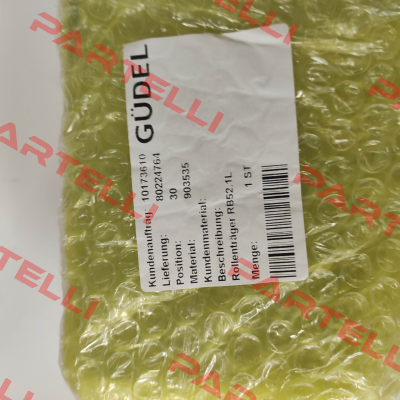 GÜDEL
Kundenauftrag: 10173610
Lieferung: 80224764
Position: 30
Material: 903535
Kundenmaterial:
Beschreibung:
Rollenträger RB52.1L
Menge: 1 ST
PARTELLI
PARTELLI
PARTELLI
PARTELLI